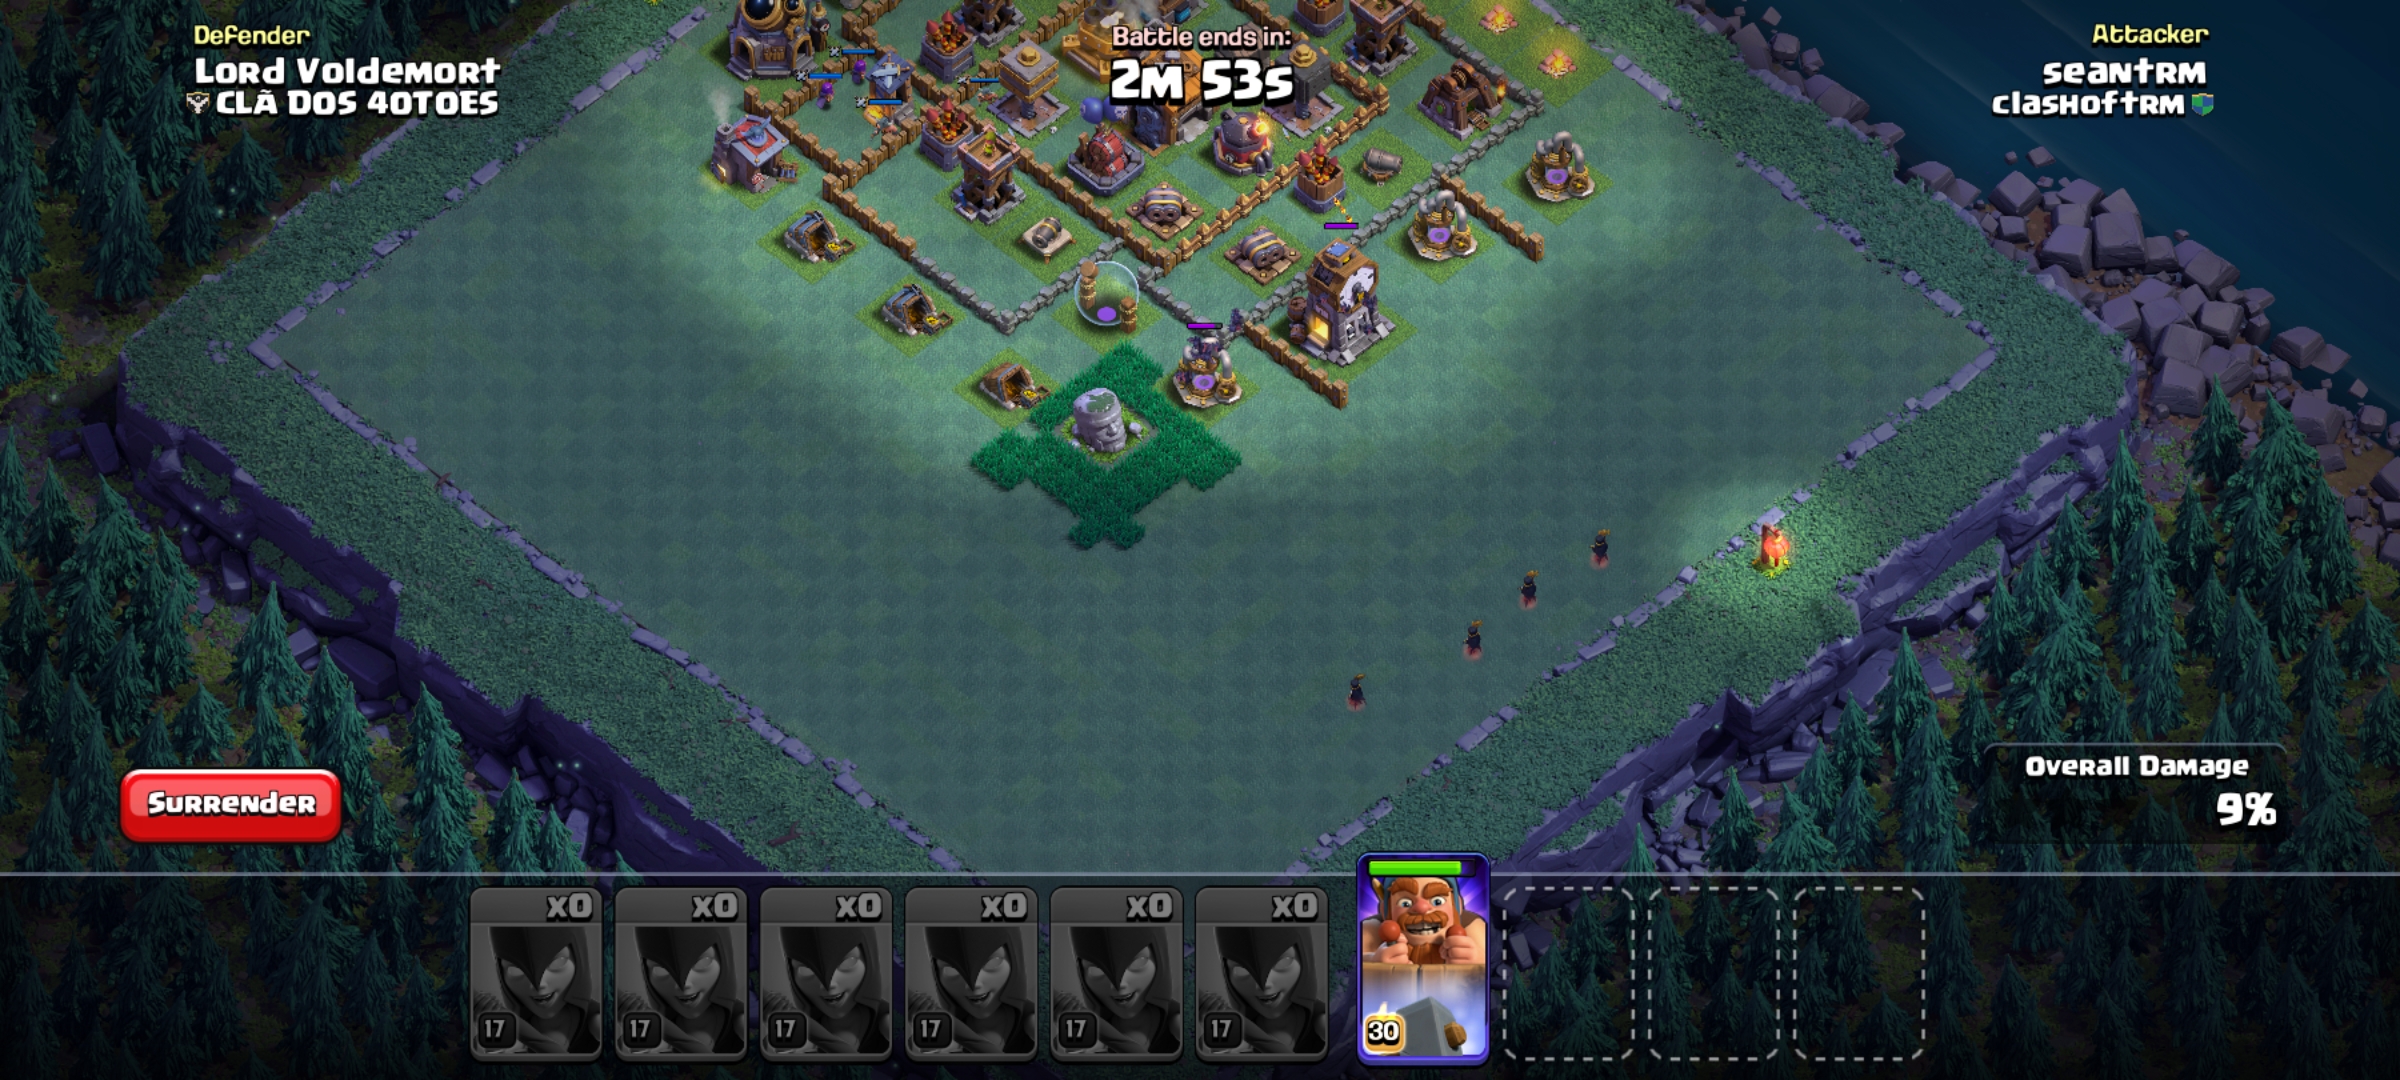 Defender
Lord Voldemort
CLÃ DOS 40TOES
Battle ends in:
2M 53s
Attacker
seantrm
clashoftrm
Surrender
Overall Damage
9%
x0
x0
x0
x0
x0
x0
17
17
17
17
17
17
30